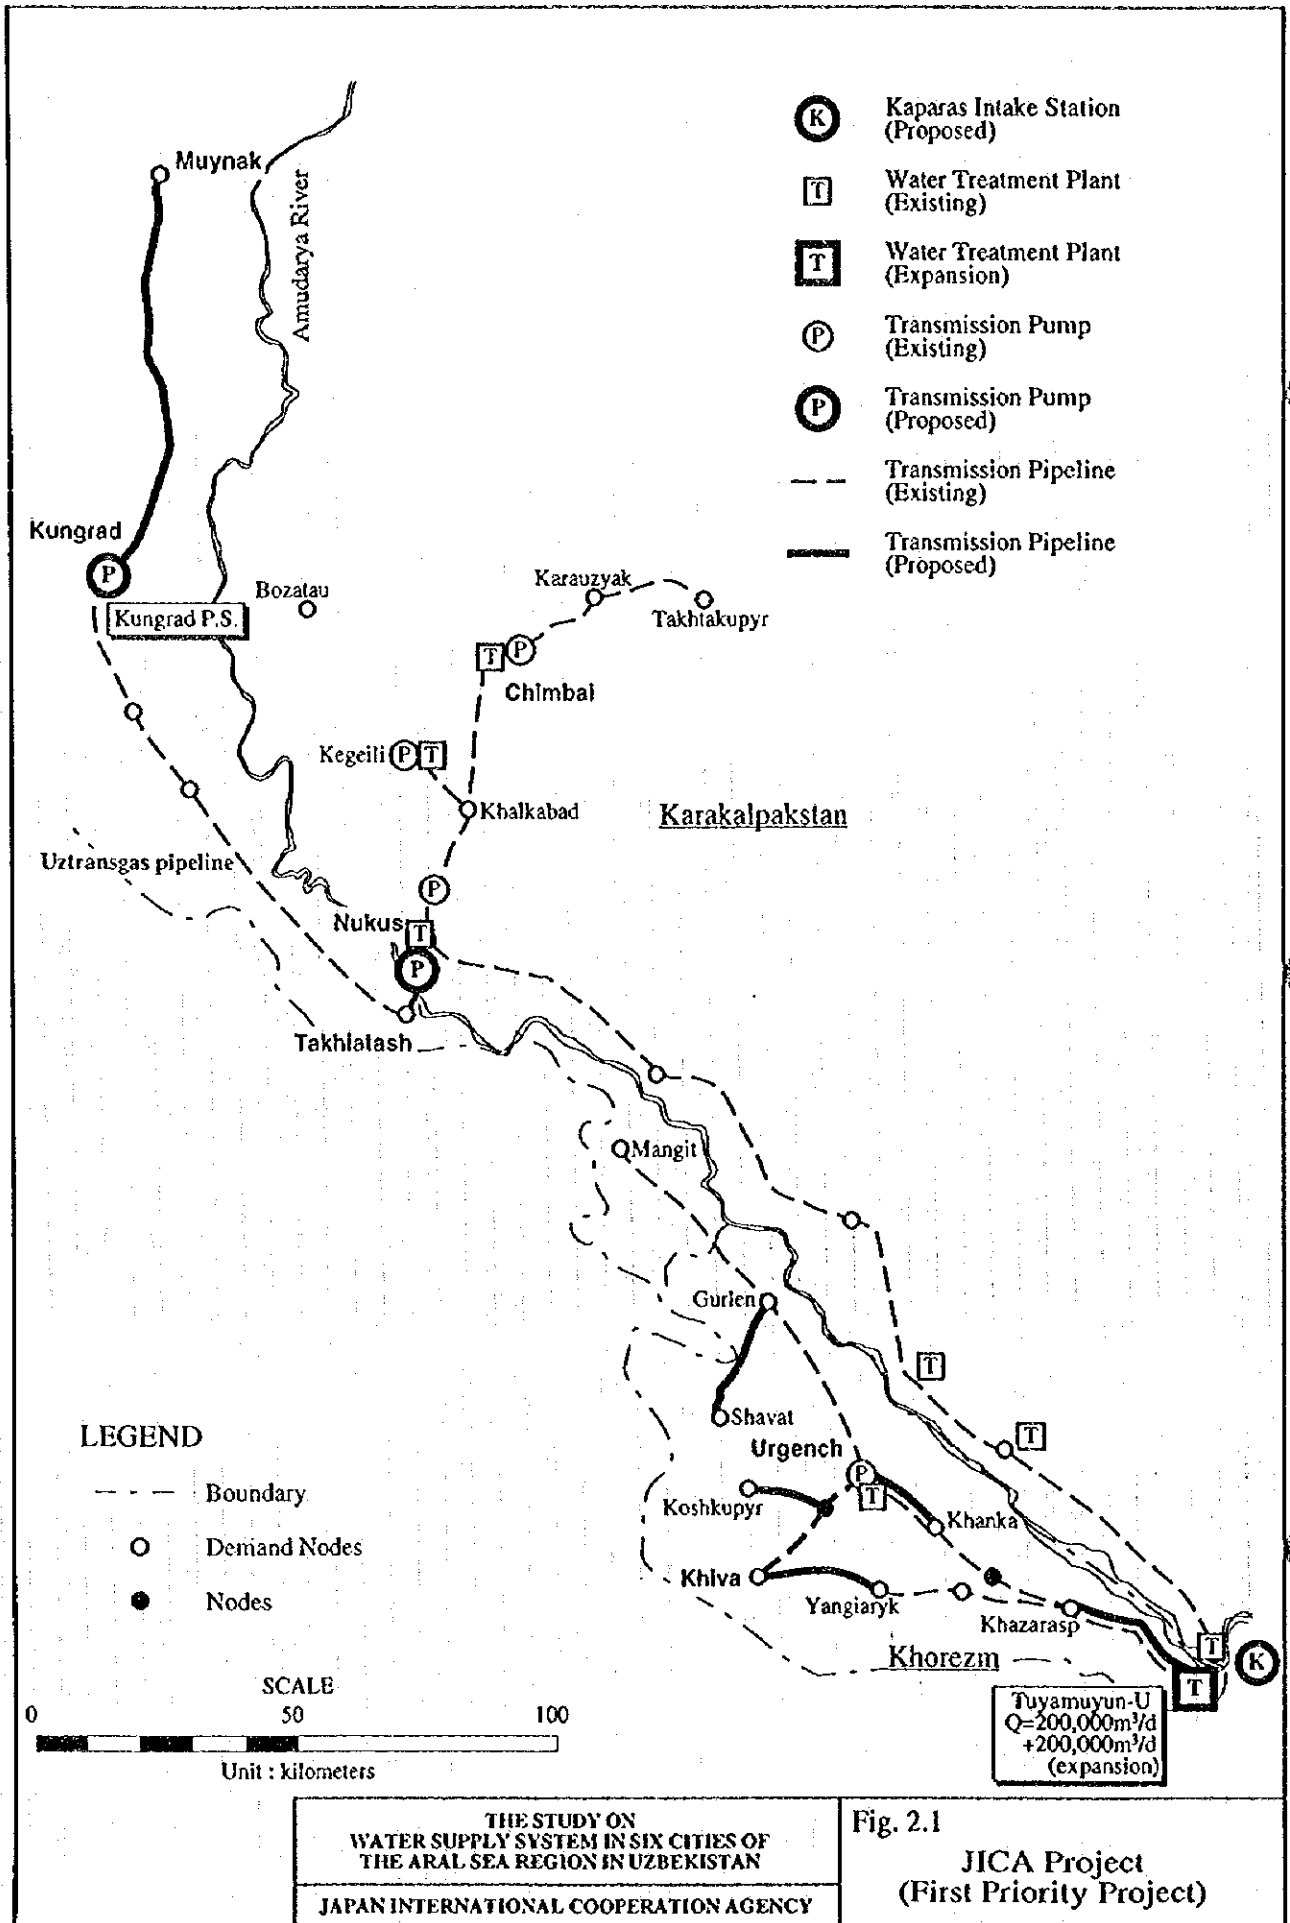 K
Kaparas Intake Station
(Proposed)
T
Water Treatment Plant
(Existing)
T
Water Treatment Plant
(Expansion)
P
Transmission Pump
(Existing)
P
Transmission Pump
(Proposed)
Transmission Pipeline
(Existing)
Transmission Pipeline
(Proposed)
Muynak
Amudarya River
Kungrad
P
Kungrad P.S.
Bozatau
Karauzyak
Takhtakupyr
T P
Chimbai
Kegeili P T
Khalkabad
Karakalpakstan
Uztransgas pipeline
P
Nukus
T
P
Takhiatash
Mangit
Gurlen
T
Shavat
T
Urgench
P
T
Koshkupyr
Khanka
Khiva
Yangiaryk
Khazarasp
Khorezm
T
K
T
Tuyamuyun-U
Q=200,000m³/d
+200,000m³/d
(expansion)
LEGEND
Boundary
Demand Nodes
Nodes
SCALE
0 50 100
Unit : kilometers
THE STUDY ON
WATER SUPPLY SYSTEM IN SIX CITIES OF
THE ARAL SEA REGION IN UZBEKISTAN
JAPAN INTERNATIONAL COOPERATION AGENCY
Fig. 2.1
JICA Project
(First Priority Project)